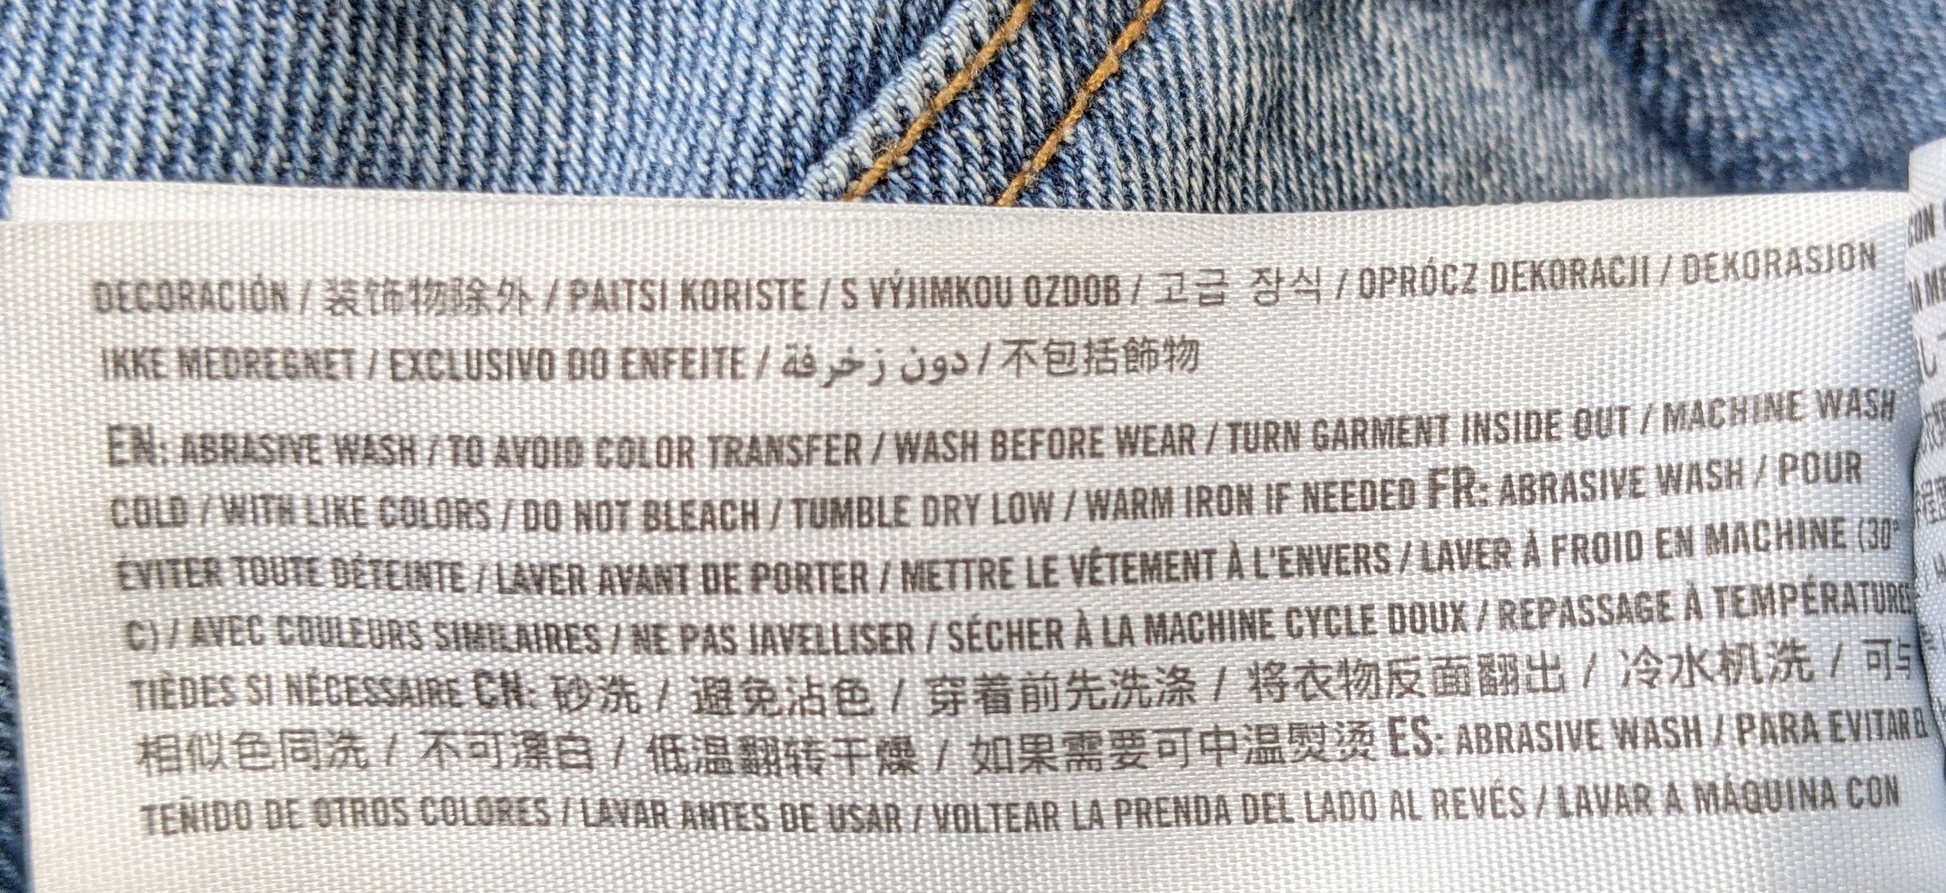 DECORACIÓN / 装饰物除外 / PAITSI KORISTE / S VÝJIMKOU OZDOB / 고급 장식 / OPRÓCZ DEKORACJI / DEKORASJON
IKKE MEDREGNET / EXCLUSIVO DO ENFEITE / دون زخرفة / 不包括飾物
EN: ABRASIVE WASH / TO AVOID COLOR TRANSFER / WASH BEFORE WEAR / TURN GARMENT INSIDE OUT / MACHINE WASH
COLD / WITH LIKE COLORS / DO NOT BLEACH / TUMBLE DRY LOW / WARM IRON IF NEEDED FR: ABRASIVE WASH / POUR
ÉVITER TOUTE DÉTEINTE / LAVER AVANT DE PORTER / METTRE LE VÊTEMENT À L'ENVERS / LAVER À FROID EN MACHINE (30°
C) / AVEC COULEURS SIMILAIRES / NE PAS JAVELLISER / SÉCHER À LA MACHINE CYCLE DOUX / REPASSAGE À TEMPÉRATURES
TIÈDES SI NÉCESSAIRE CN: 砂洗 / 避免沾色 / 穿着前先洗涤 / 将衣物反面翻出 / 冷水机洗 / 可与
相似色同洗 / 不可漂白 / 低温翻转干燥 / 如果需要可中温熨烫 ES: ABRASIVE WASH / PARA EVITAR EL
TEÑIDO DE OTROS COLORES / LAVAR ANTES DE USAR / VOLTEAR LA PRENDA DEL LADO AL REVÉS / LAVAR A MÁQUINA CON